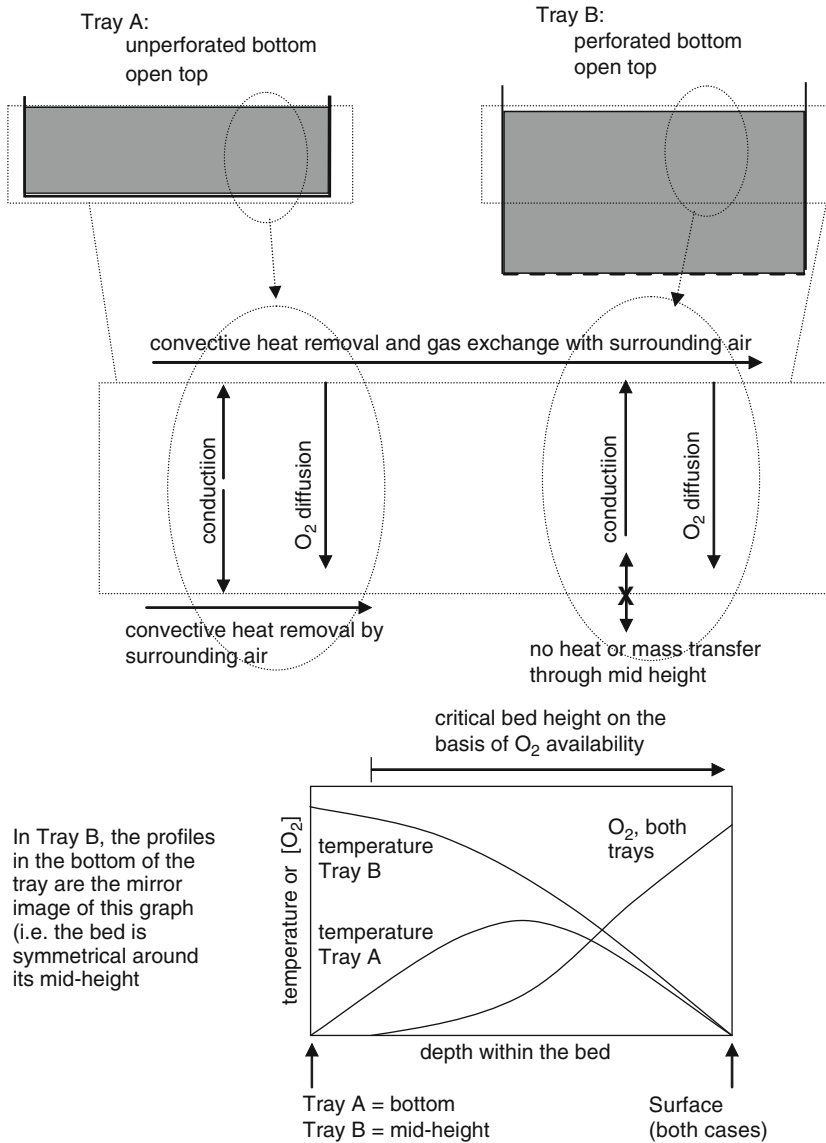 Tray A:
unperforated bottom
open top
Tray B:
perforated bottom
open top
convective heat removal and gas exchange with surrounding air
conductiion
O₂ diffusion
conductiion
O₂ diffusion
convective heat removal by
surrounding air
X
no heat or mass transfer
through mid height
critical bed height on the
basis of O₂ availability
In Tray B, the profiles
in the bottom of the
tray are the mirror
image of this graph
(i.e. the bed is
symmetrical around
its mid-height
temperature or [O₂]
temperature
Tray B
temperature
Tray A
O₂, both
trays
depth within the bed
Tray A = bottom
Tray B = mid-height
Surface
(both cases)